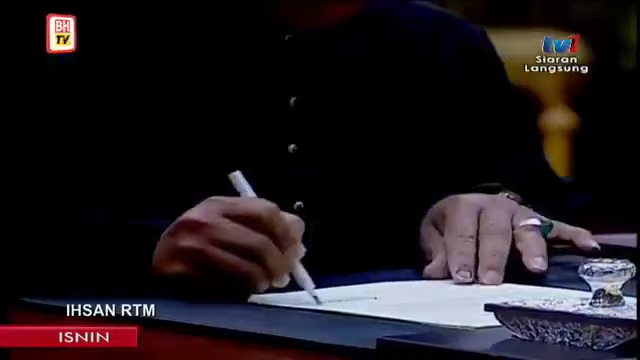 BH
TV
tv1
Siaran
Langsung
IHSAN RTM
ISNIN